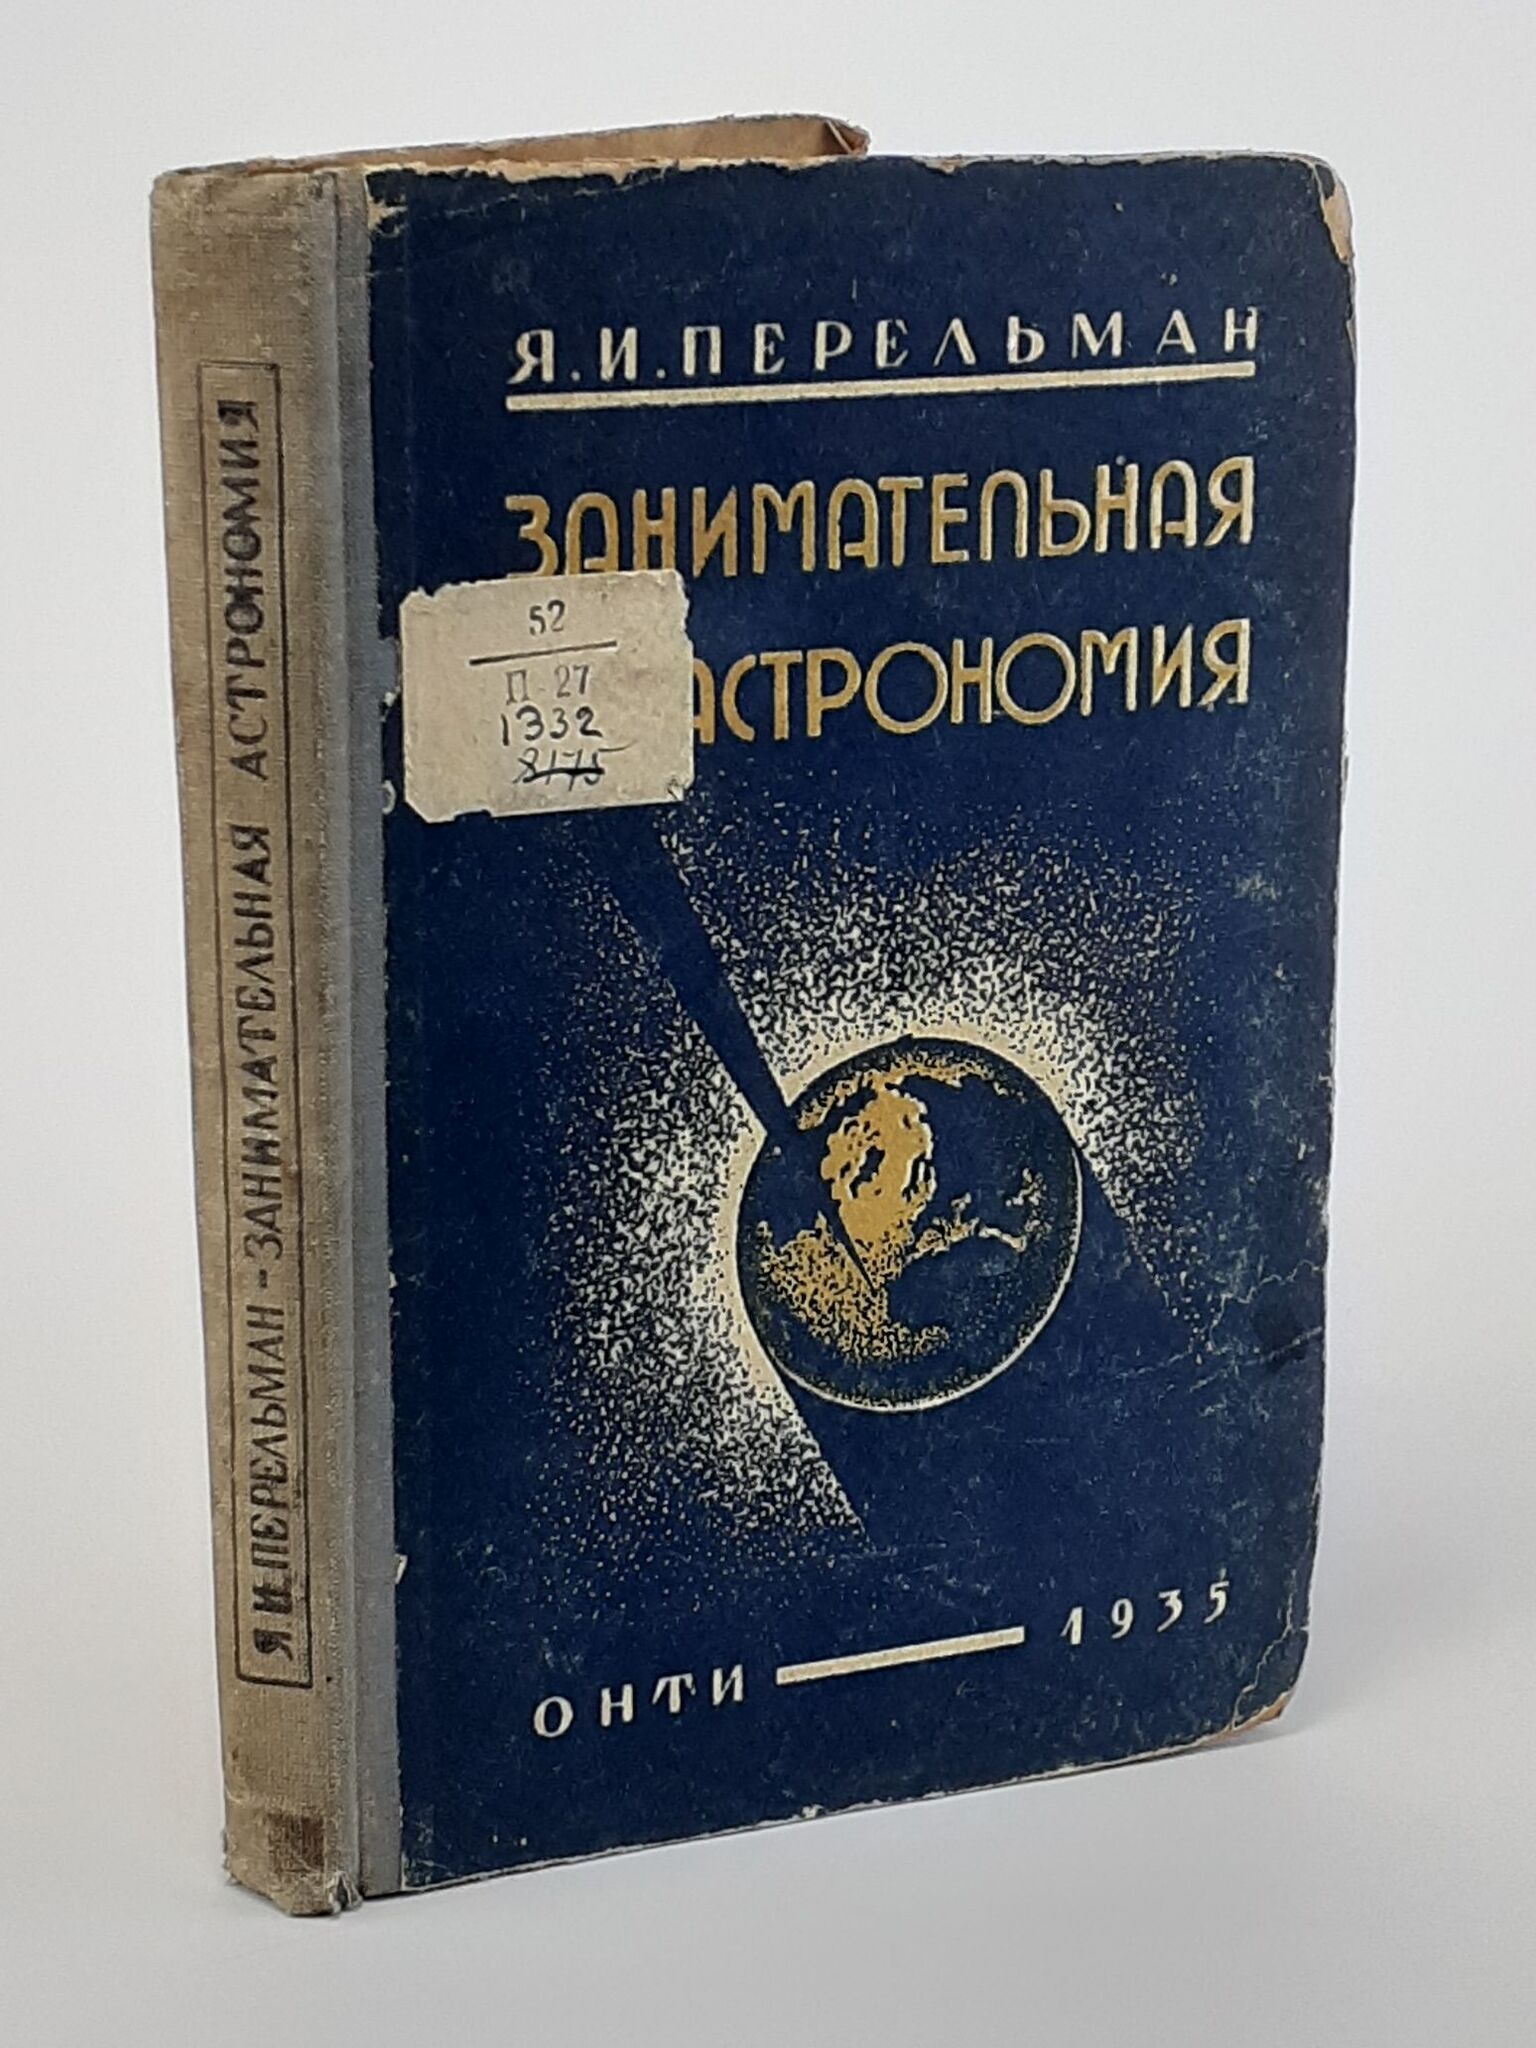 Я. И. ПЕРЕЛЬМАН
ЗАНИМАТЕЛЬНАЯ
АСТРОНОМИЯ
52
П 27
1332
8175
ОНТИ — 1935
Я. И. ПЕРЕЛЬМАН - ЗАНИМАТЕЛЬНАЯ АСТРОНОМИЯ